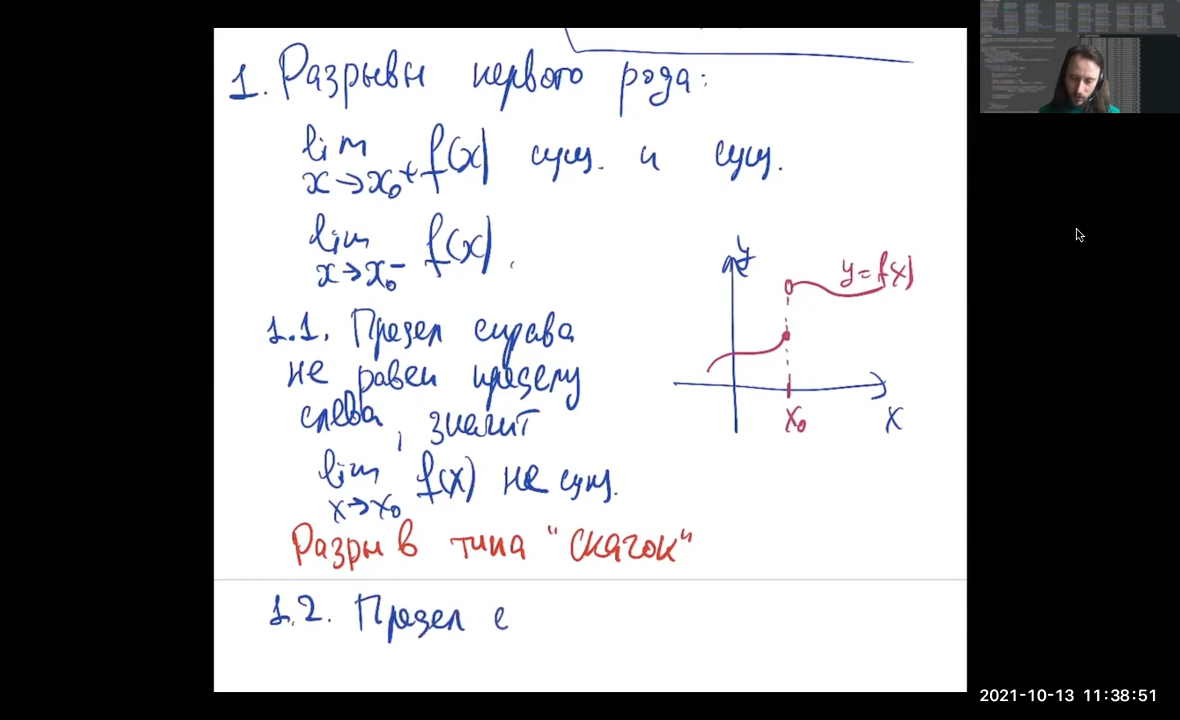 1. Разрывы первого рода:
lim f(x) сущ. и сущ.
x→x₀+
lim f(x).
x→x₀−
1.1. Предел справа
не равен пределу
слева, значит
lim f(x) не сущ.
x→x₀
Разрыв типа "скачок"
1.2. Предел с
y
y=f(x)
x₀
x
2021-10-13 11:38:51